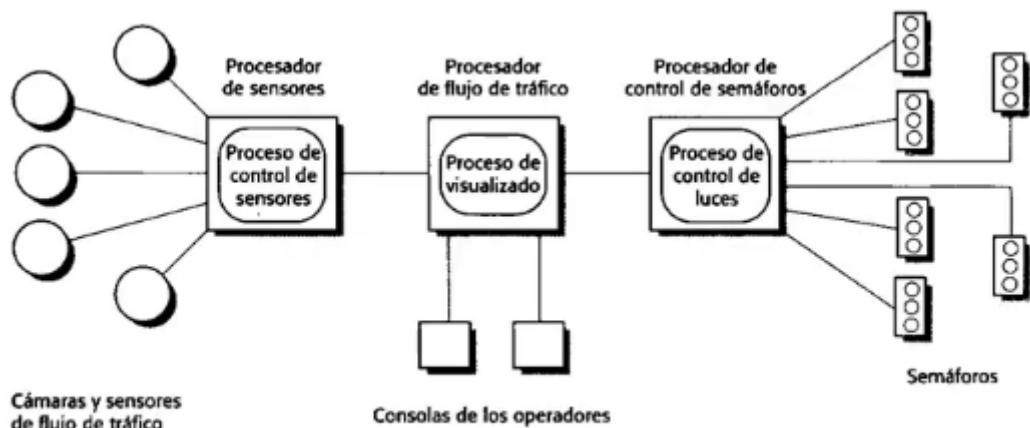 Procesador
de sensores
Procesador
de flujo de tráfico
Procesador de
control de semáforos
Proceso de
control de
sensores
Proceso de
visualizado
Proceso de
control de
luces
Semáforos
Cámaras y sensores
de flujo de tráfico
Consolas de los operadores